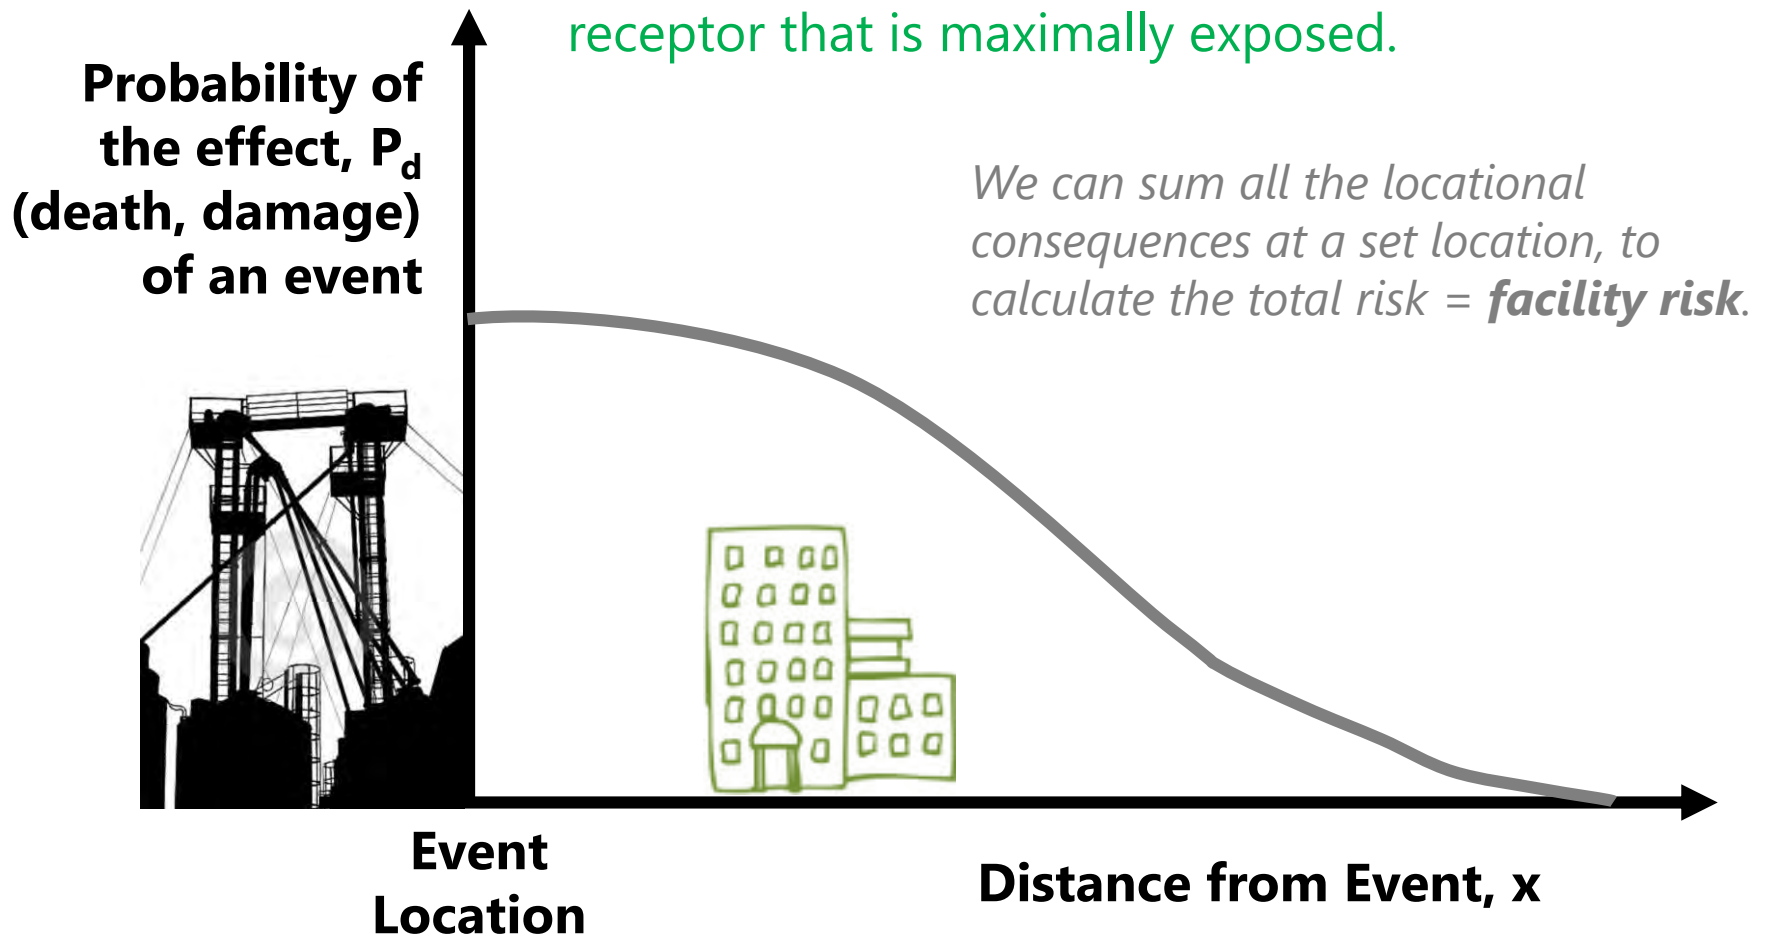 receptor that is maximally exposed.
Probability of
the effect, P_d
(death, damage)
of an event
We can sum all the locational
consequences at a set location, to
calculate the total risk = facility risk.
Event
Location
Distance from Event, x